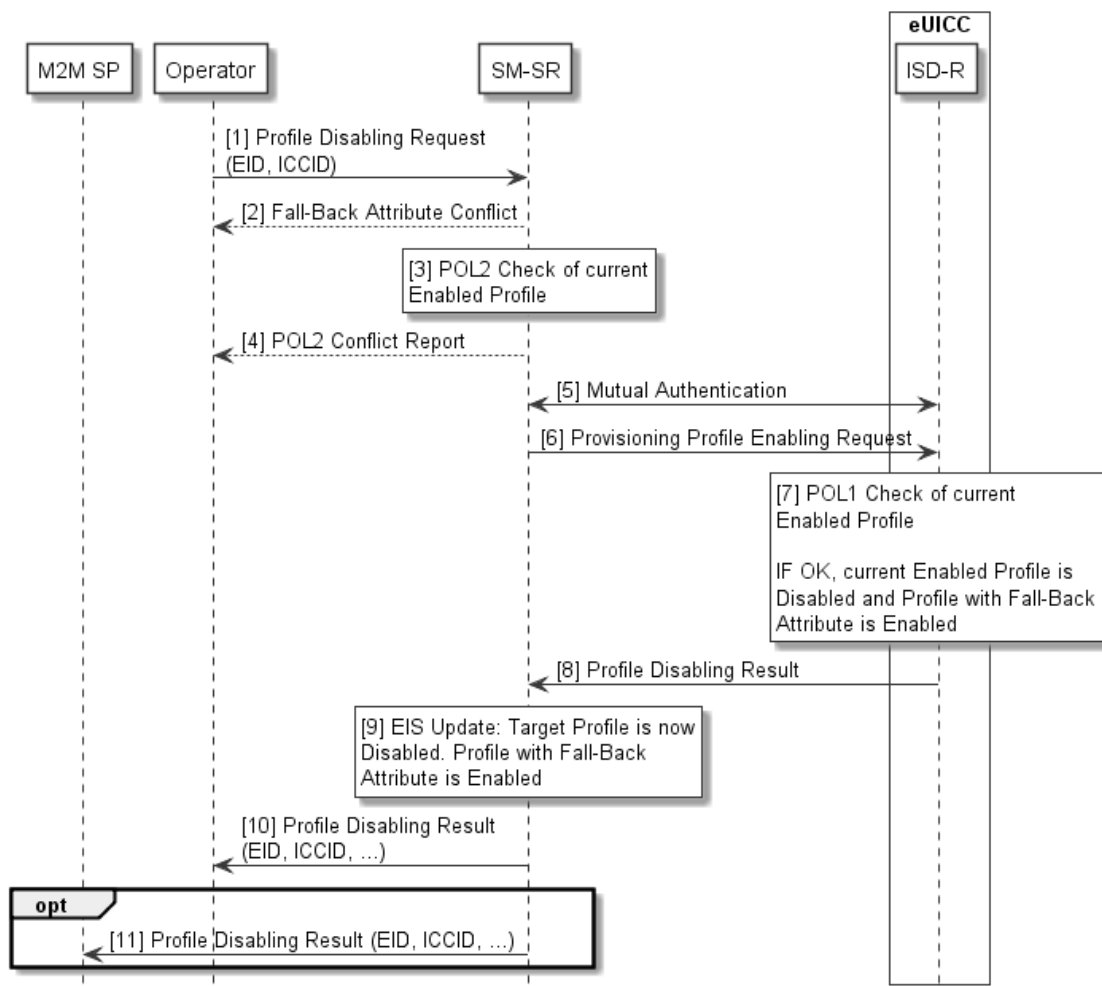 eUICC
M2M SP
Operator
SM-SR
ISD-R
[1] Profile Disabling Request
(EID, ICCID)
[2] Fall-Back Attribute Conflict
[3] POL2 Check of current
Enabled Profile
[4] POL2 Conflict Report
[5] Mutual Authentication
[6] Provisioning Profile Enabling Request
[7] POL1 Check of current
Enabled Profile
IF OK, current Enabled Profile is
Disabled and Profile with Fall-Back
Attribute is Enabled
[8] Profile Disabling Result
[9] EIS Update: Target Profile is now
Disabled. Profile with Fall-Back
Attribute is Enabled
[10] Profile Disabling Result
(EID, ICCID, ...)
opt
[11] Profile Disabling Result (EID, ICCID, ...)